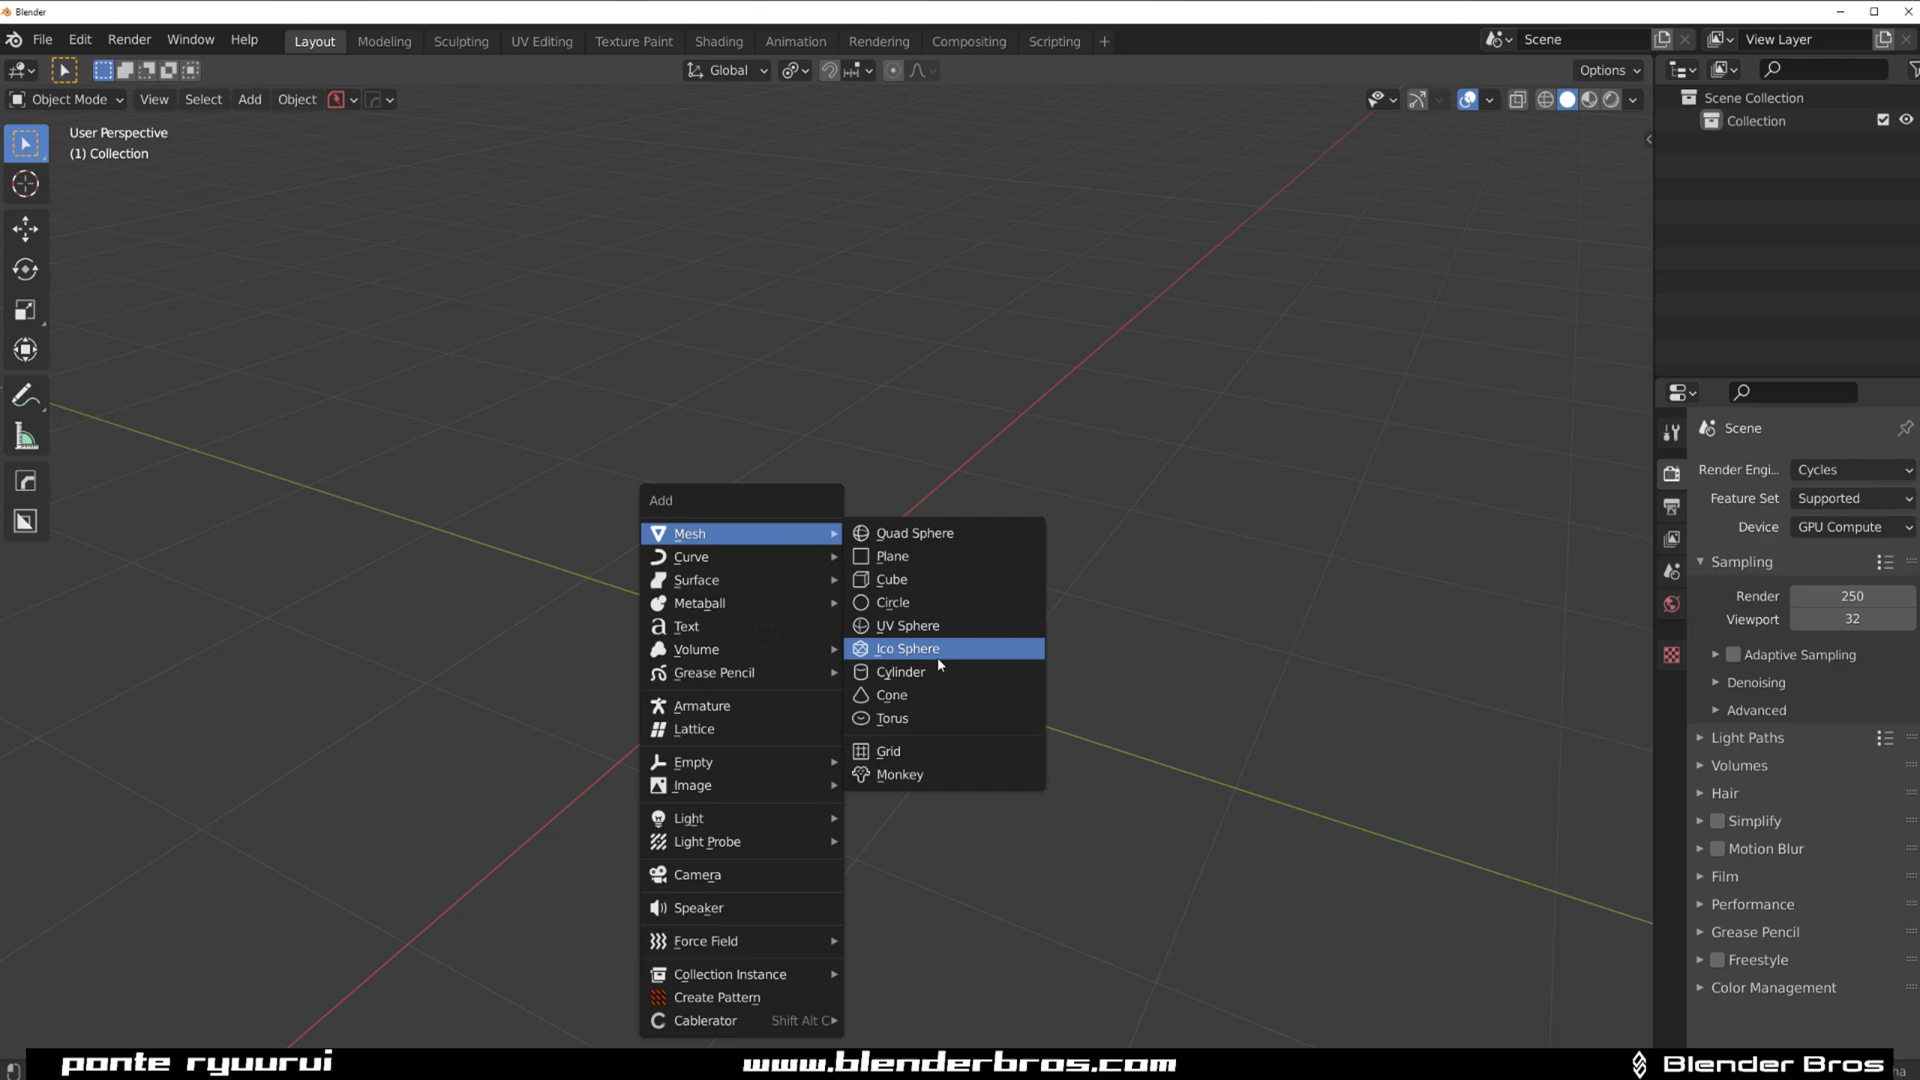 Blender
File Edit Render Window Help Layout Modeling Sculpting UV Editing Texture Paint Shading Animation Rendering Compositing Scripting + Scene View Layer
Global Options
Object Mode View Select Add Object
Scene Collection
Collection
User Perspective
(1) Collection
Add
Mesh
Curve
Surface
Metaball
Text
Volume
Grease Pencil
Armature
Lattice
Empty
Image
Light
Light Probe
Camera
Speaker
Force Field
Collection Instance
Create Pattern
Cablerator Shift Alt C
Quad Sphere
Plane
Cube
Circle
UV Sphere
Ico Sphere
Cylinder
Cone
Torus
Grid
Monkey
Scene
Render Engi... Cycles
Feature Set Supported
Device GPU Compute
Sampling
Render 250
Viewport 32
Adaptive Sampling
Denoising
Advanced
Light Paths
Volumes
Hair
Simplify
Motion Blur
Film
Performance
Grease Pencil
Freestyle
Color Management
ponte ryuurui www.blenderbros.com Blender Bros